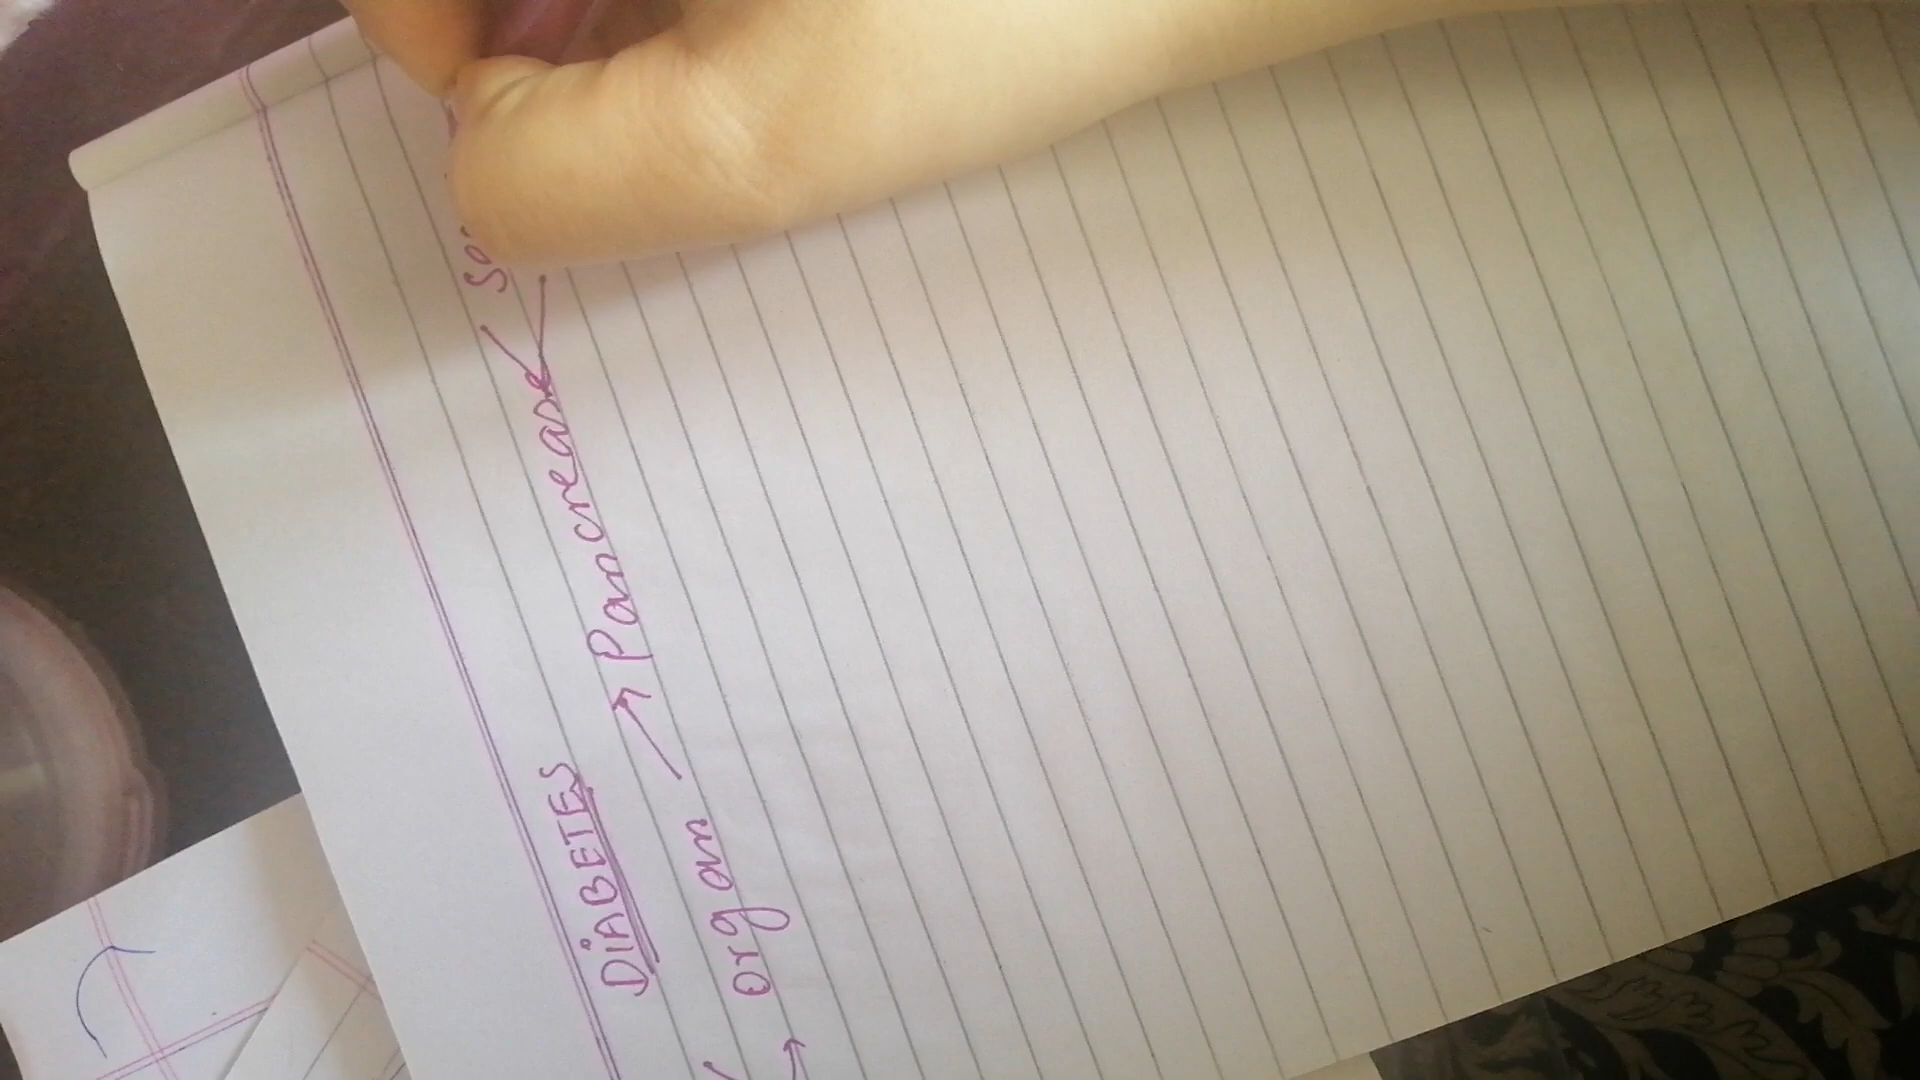 DIABETES
organ → Pancrease